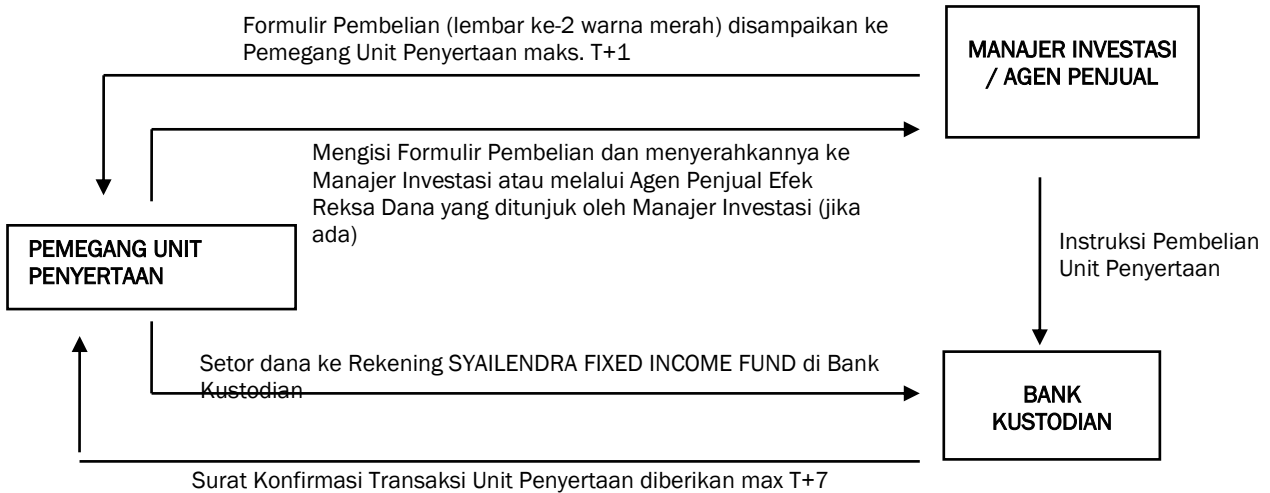 Formulir Pembelian (lembar ke-2 warna merah) disampaikan ke
Pemegang Unit Penyertaan maks. T+1
MANAJER INVESTASI
/ AGEN PENJUAL
Mengisi Formulir Pembelian dan menyerahkannya ke
Manajer Investasi atau melalui Agen Penjual Efek
Reksa Dana yang ditunjuk oleh Manajer Investasi (jika
ada)
PEMEGANG UNIT
PENYERTAAN
Instruksi Pembelian
Unit Penyertaan
Setor dana ke Rekening SYAILENDRA FIXED INCOME FUND di Bank
Kustodian
BANK
KUSTODIAN
Surat Konfirmasi Transaksi Unit Penyertaan diberikan max T+7